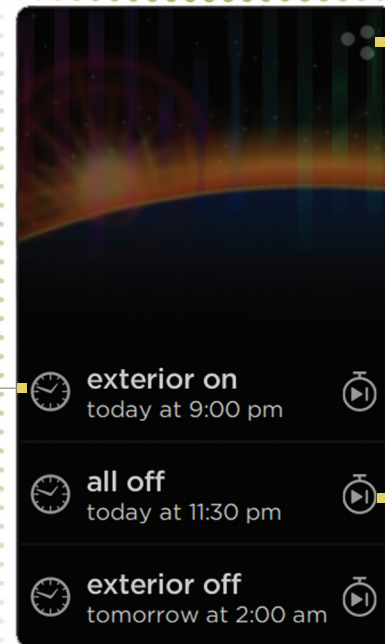 exterior on
today at 9:00 pm
all off
today at 11:30 pm
exterior off
tomorrow at 2:00 am